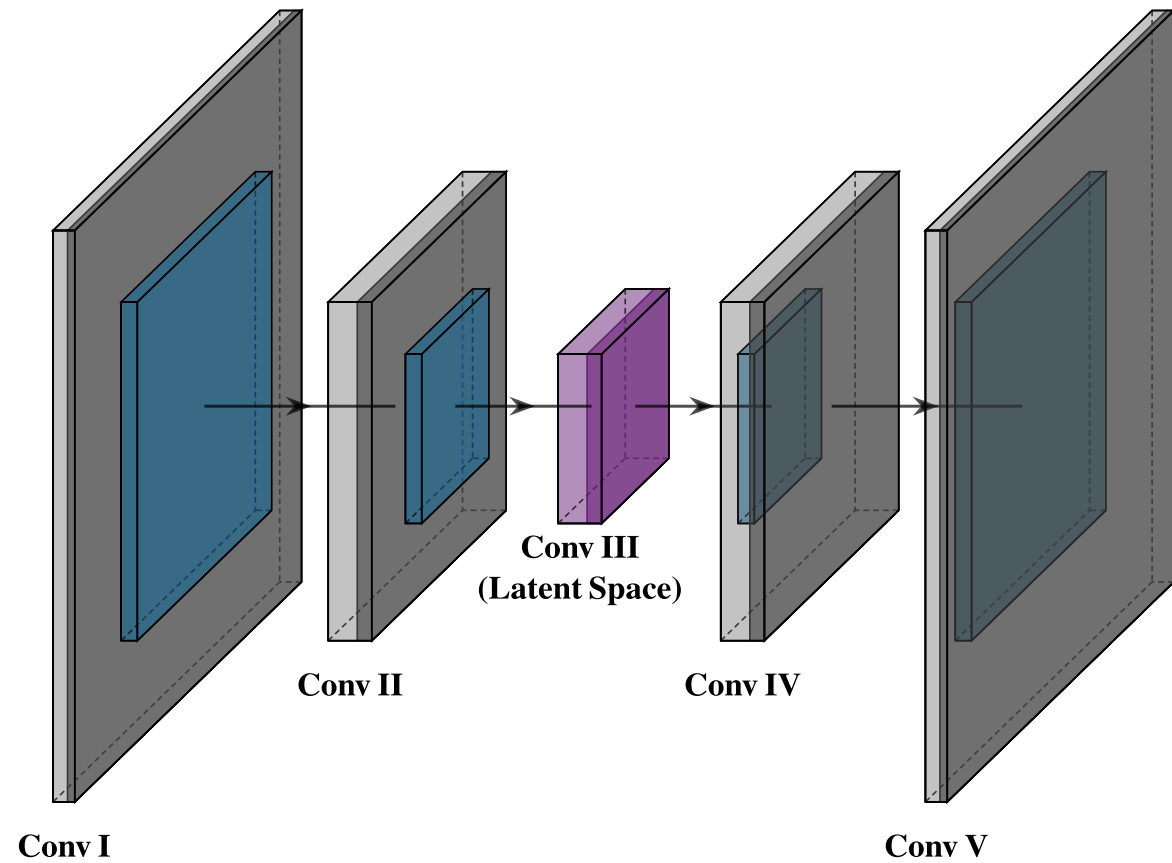 Conv I
Conv II
Conv III
(Latent Space)
Conv IV
Conv V